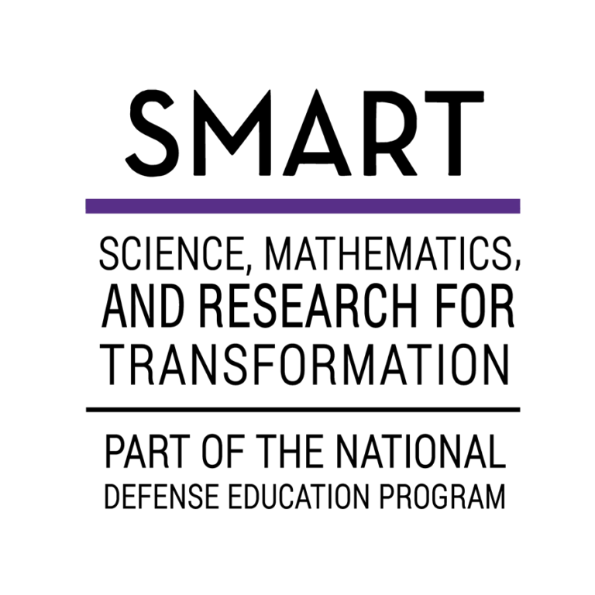 SMART
SCIENCE, MATHEMATICS,
AND RESEARCH FOR
TRANSFORMATION
PART OF THE NATIONAL
DEFENSE EDUCATION PROGRAM